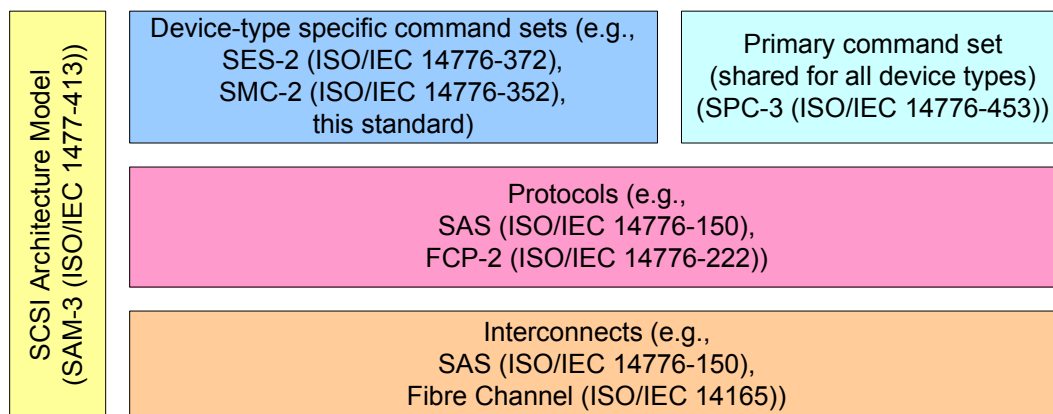 SCSI Architecture Model
(SAM-3 (ISO/IEC 1477-413))
Device-type specific command sets (e.g.,
SES-2 (ISO/IEC 14776-372),
SMC-2 (ISO/IEC 14776-352),
this standard)
Primary command set
(shared for all device types)
(SPC-3 (ISO/IEC 14776-453))
Protocols (e.g.,
SAS (ISO/IEC 14776-150),
FCP-2 (ISO/IEC 14776-222))
Interconnects (e.g.,
SAS (ISO/IEC 14776-150),
Fibre Channel (ISO/IEC 14165))